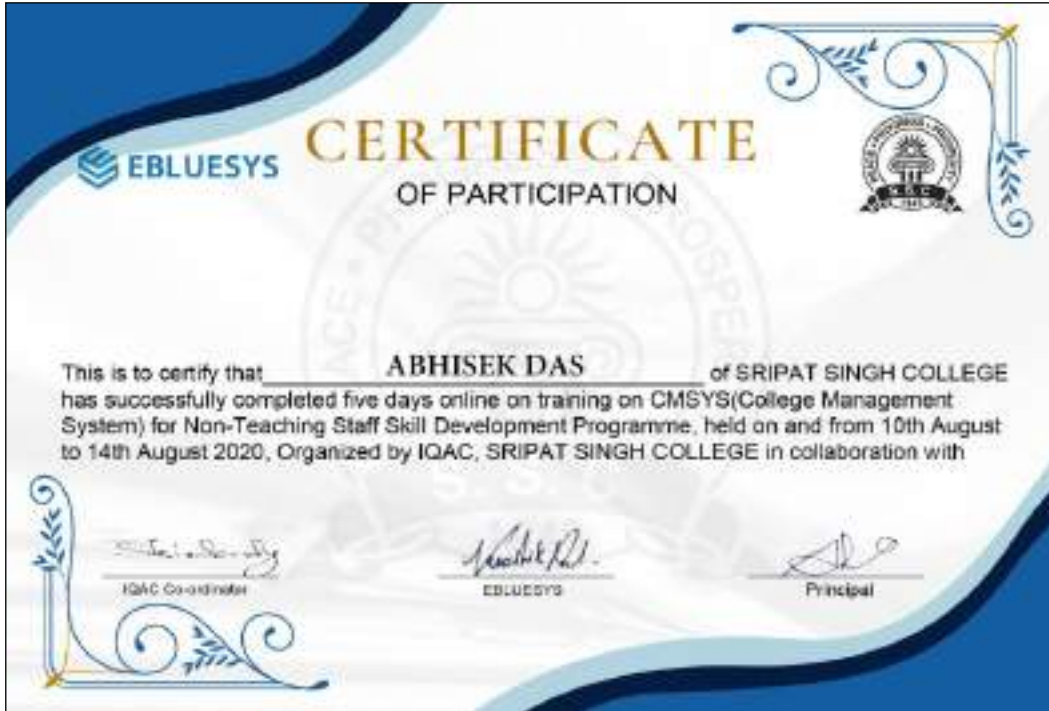 EBLUESYS
CERTIFICATE
OF PARTICIPATION
PEACE • PROGRESS • PROSPERITY
S. S. C
This is to certify that ABHISEK DAS of SRIPAT SINGH COLLEGE
has successfully completed five days online on training on CMSYS(College Management
System) for Non-Teaching Staff Skill Development Programme, held on and from 10th August
to 14th August 2020, Organized by IQAC, SRIPAT SINGH COLLEGE in collaboration with
IQAC Co-ordinator
EBLUESYS
Principal